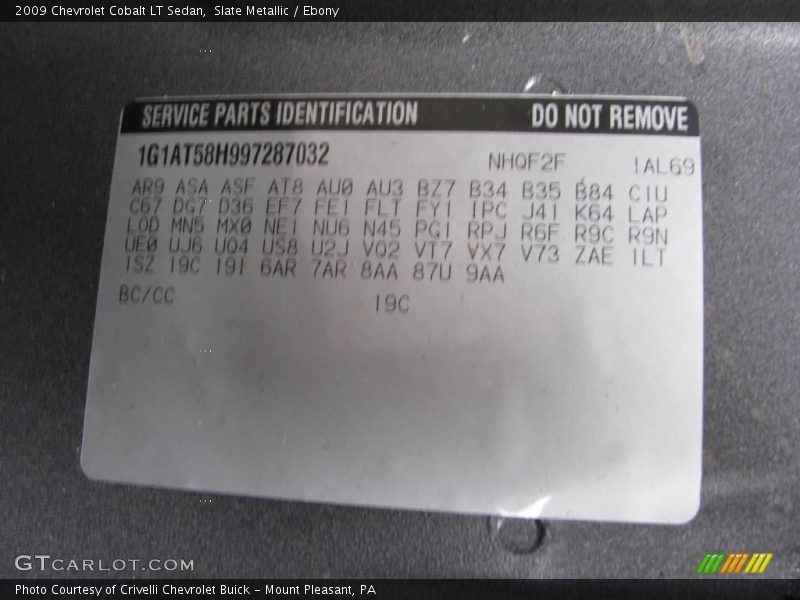 2009 Chevrolet Cobalt LT Sedan,  Slate Metallic / Ebony
SERVICE PARTS IDENTIFICATION DO NOT REMOVE
1G1AT58H997287032 NH0F2F 1AL69
AR9 ASA ASF AT8 AU0 AU3 BZ7 B34 B35 B84 C1U
C67 DG7 D36 EF7 FE1 FLT FY1 IPC J41 K64 LAP
L0D MN5 MX0 NE1 NU6 N45 PG1 RPJ R6F R9C R9N
UE0 UJ6 UQ4 US8 U2J VQ2 VT7 VX7 V73 ZAE 1LT
1SZ 19C 19I 6AR 7AR 8AA 87U 9AA
BC/CC 19C
GTCARLOT.COM
Photo Courtesy of Crivelli Chevrolet Buick - Mount Pleasant, PA